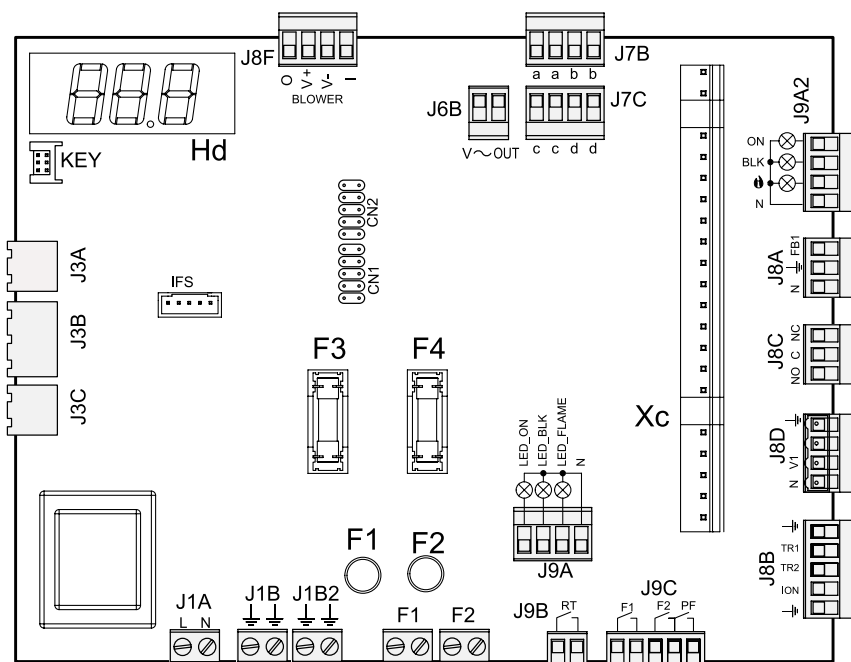 J8F
O V+ V- I
BLOWER
J7B
a a b b
J6B
V~OUT
J7C
c c d d
Hd
KEY
J9A2
ON
BLK
N
CN2
CN1
IFS
J3A
J3B
J3C
J8A
FB1
N
J8C
NC
C
NO
F3
F4
Xc
J8D
V1
N
LED_ON
LED_BLK
LED_FLAME
N
J9A
J8B
TR1
TR2
ION
F1
F2
J1A
L N
J1B
J1B2
F1
F2
J9B
RT
J9C
F1
F2
PF